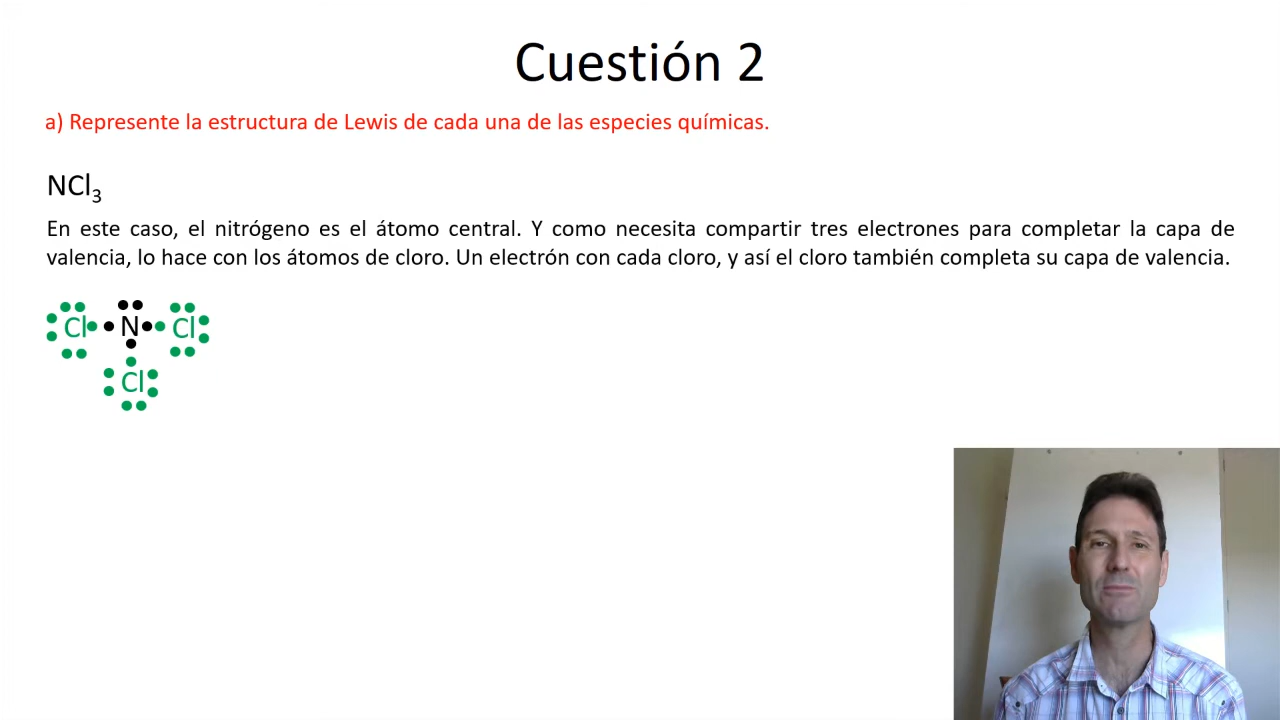 Cuestión 2
a) Represente la estructura de Lewis de cada una de las especies químicas.
NCl₃
En este caso, el nitrógeno es el átomo central. Y como necesita compartir tres electrones para completar la capa de
valencia, lo hace con los átomos de cloro. Un electrón con cada cloro, y así el cloro también completa su capa de valencia.
Cl N Cl
Cl